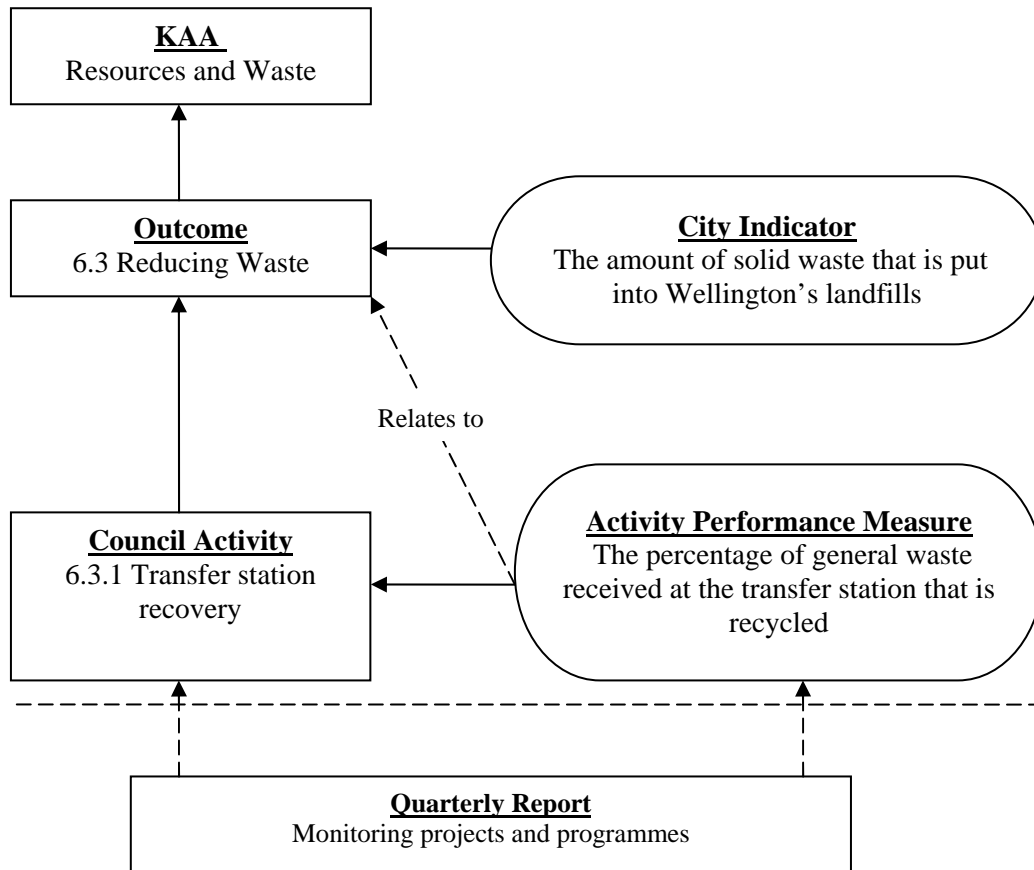 KAA
Resources and Waste
Outcome
6.3 Reducing Waste
City Indicator
The amount of solid waste that is put
into Wellington’s landfills
Relates to
Council Activity
6.3.1 Transfer station
recovery
Activity Performance Measure
The percentage of general waste
received at the transfer station that is
recycled
Quarterly Report
Monitoring projects and programmes